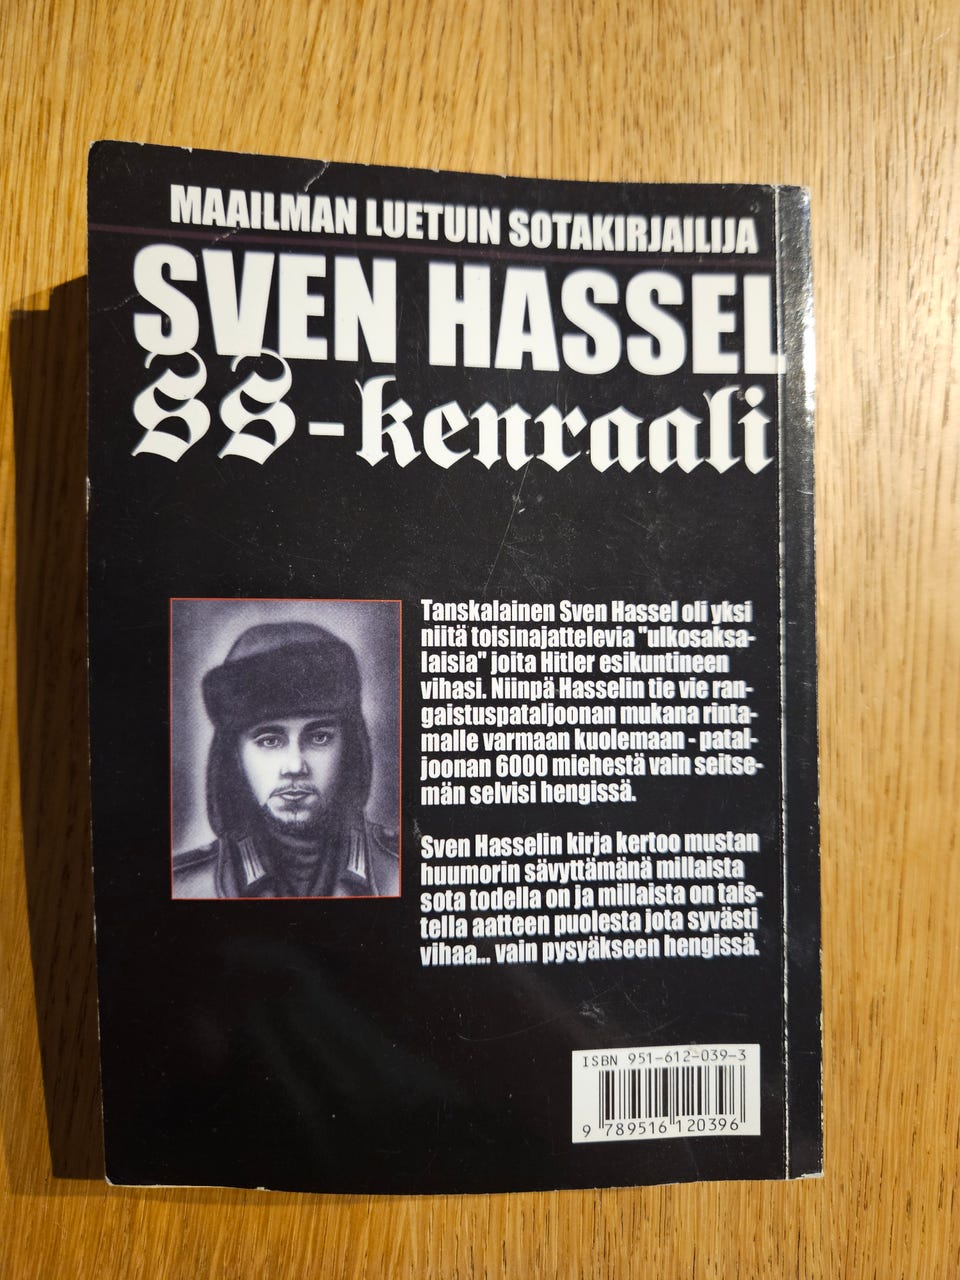 MAAILMAN LUETUIN SOTAKIRJAILIJA
SVEN HASSEL
SS-kenraali
Tanskalainen Sven Hassel oli yksi
niitä toisinajattelevia "ulkosaksa-
laisia" joita Hitler esikuntineen
vihasi. Niinpä Hasselin tie vie ran-
gaistuspataljoonan mukana rinta-
malle varmaan kuolemaan - patal-
joonan 6000 miehestä vain seitse-
män selvisi hengissä.
Sven Hasselin kirja kertoo mustan
huumorin sävyttämänä millaista
sota todella on ja millaista on tais-
tella aatteen puolesta jota syvästi
vihaa... vain pysyäkseen hengissä.
ISBN 951-612-039-3
9 789516 120396